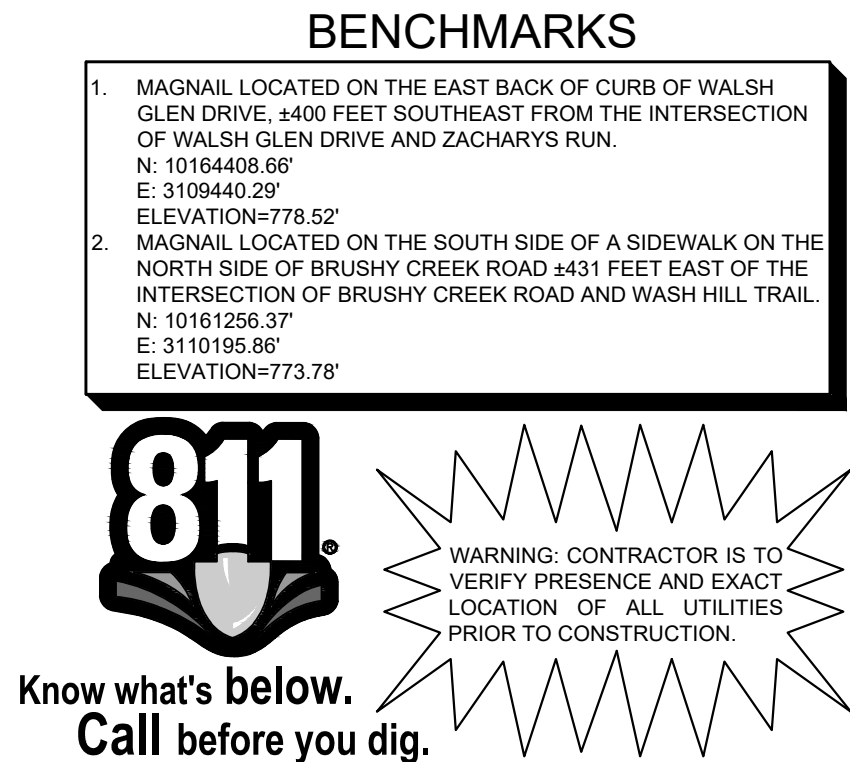 BENCHMARKS
1. MAGNAIL LOCATED ON THE EAST BACK OF CURB OF WALSH
GLEN DRIVE, ±400 FEET SOUTHEAST FROM THE INTERSECTION
OF WALSH GLEN DRIVE AND ZACHARYS RUN.
N: 10164408.66'
E: 3109440.29'
ELEVATION=778.52'
2. MAGNAIL LOCATED ON THE SOUTH SIDE OF A SIDEWALK ON THE
NORTH SIDE OF BRUSHY CREEK ROAD ±431 FEET EAST OF THE
INTERSECTION OF BRUSHY CREEK ROAD AND WASH HILL TRAIL.
N: 10161256.37'
E: 3110195.86'
ELEVATION=773.78'
811®
Know what's below.
Call before you dig.
WARNING: CONTRACTOR IS TO
VERIFY PRESENCE AND EXACT
LOCATION OF ALL UTILITIES
PRIOR TO CONSTRUCTION.